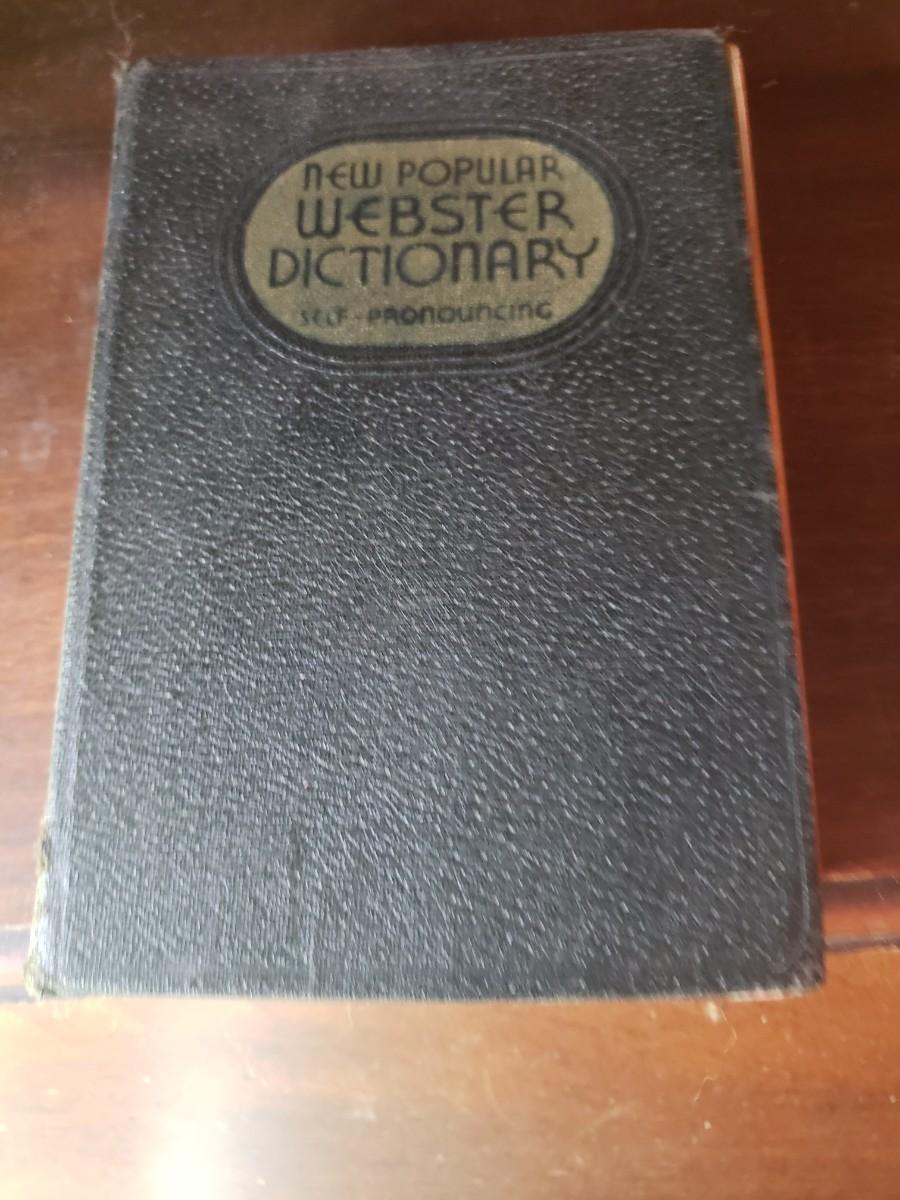 NEW POPULAR
WEBSTER
DICTIONARY
SELF-PRONOUNCING